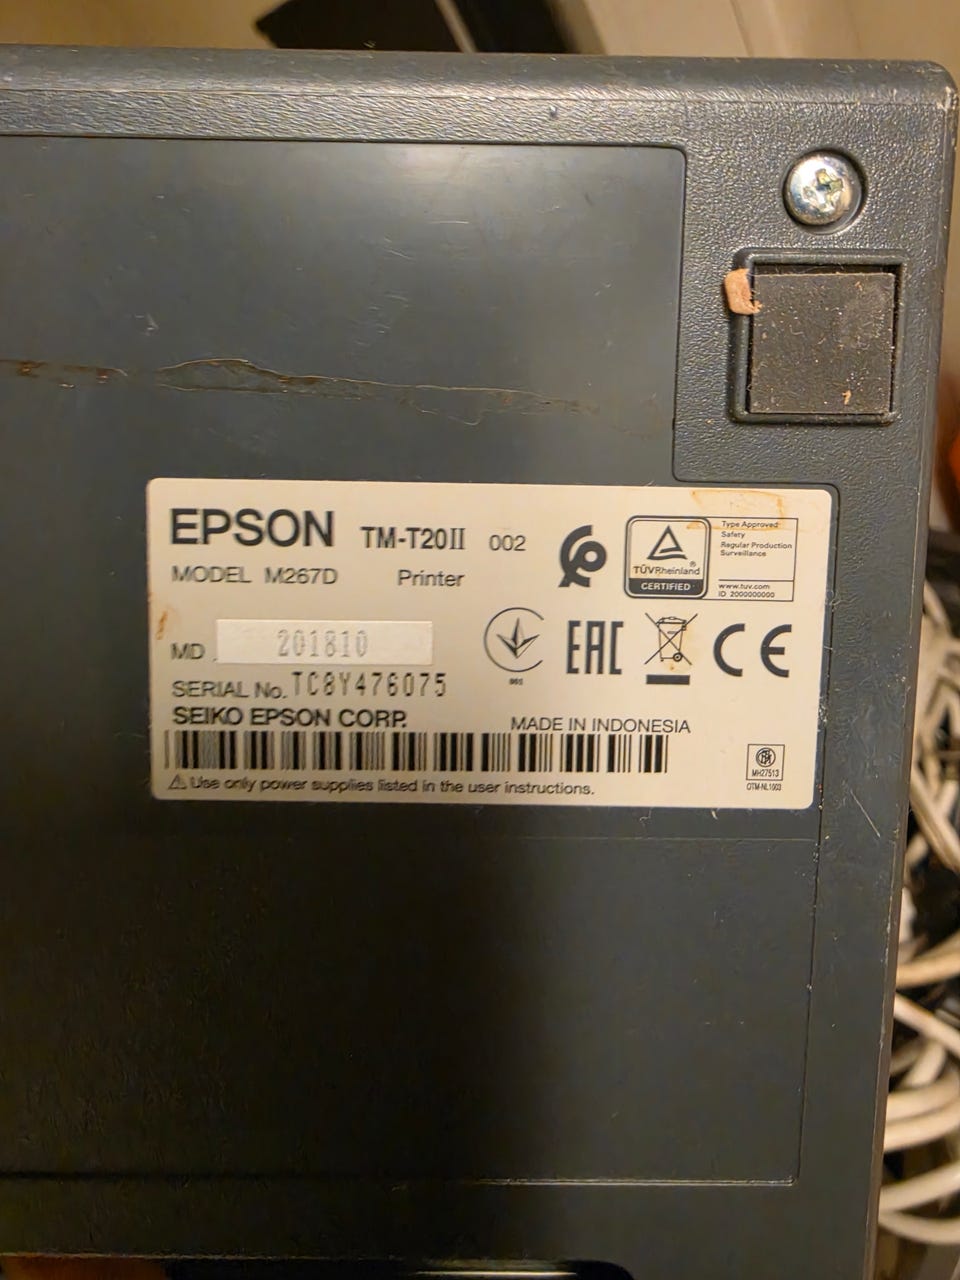 EPSON TM-T20II 002
MODEL M267D Printer
Type Approved
Safety
Regular Production
Surveillance
TÜVRheinland®
CERTIFIED
www.tuv.com
ID 2000000000
MD 201810
EAC
CE
SERIAL No. TC8Y476075
SEIKO EPSON CORP.
MADE IN INDONESIA
MH27513
OTM-NL1003
⚠ Use only power supplies listed in the user instructions.